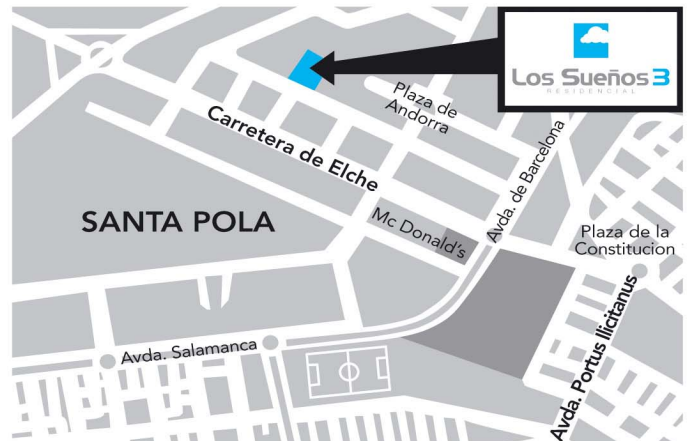 Los Sueños 3
RESIDENCIAL
Plaza de
Andorra
Carretera de Elche
Avda. de Barcelona
SANTA POLA
Mc Donald's
Plaza de la
Constitucion
Avda. Salamanca
Avda. Portus Ilicitanus